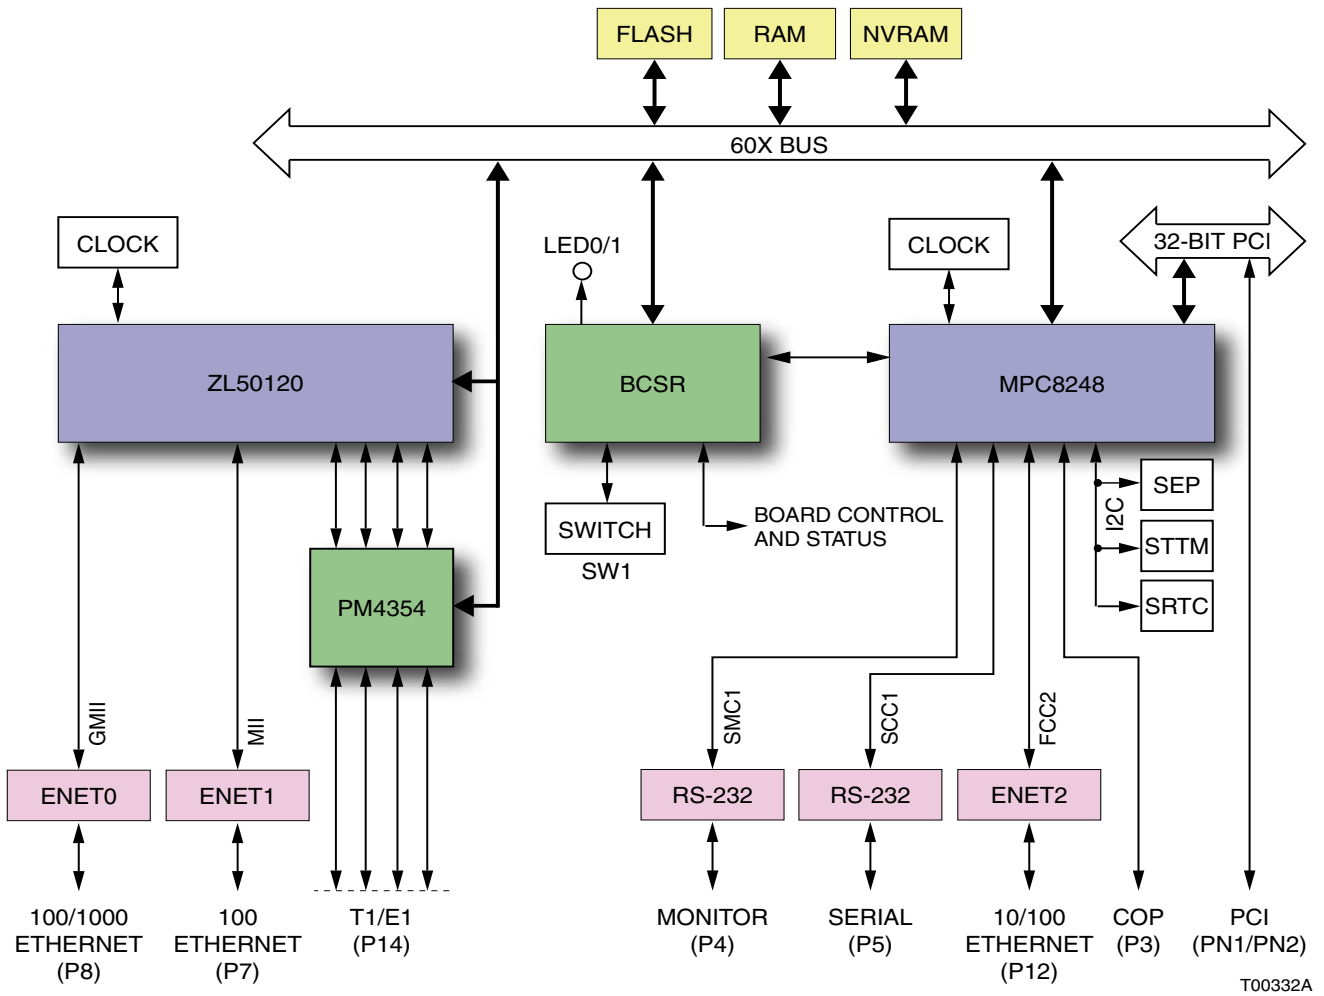 FLASH
RAM
NVRAM
60X BUS
CLOCK
LED0/1
CLOCK
32-BIT PCI
ZL50120
BCSR
MPC8248
SWITCH
SW1
BOARD CONTROL
AND STATUS
I2C
SEP
STTM
SRTC
PM4354
GMII
MII
SMC1
SCC1
FCC2
ENET0
ENET1
RS-232
RS-232
ENET2
100/1000
ETHERNET
(P8)
100
ETHERNET
(P7)
T1/E1
(P14)
MONITOR
(P4)
SERIAL
(P5)
10/100
ETHERNET
(P12)
COP
(P3)
PCI
(PN1/PN2)
T00332A